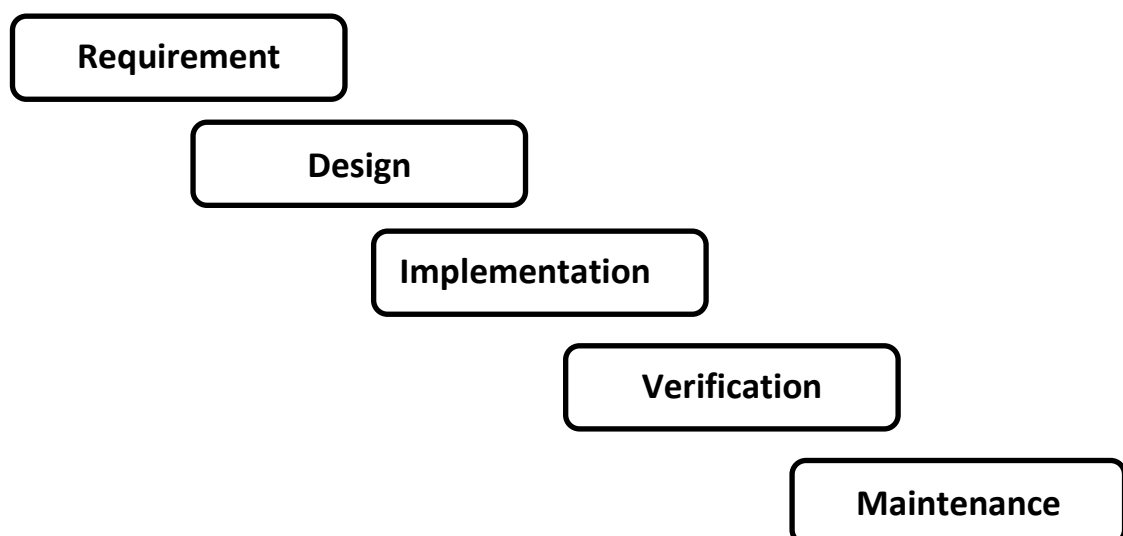 Requirement
Design
Implementation
Verification
Maintenance